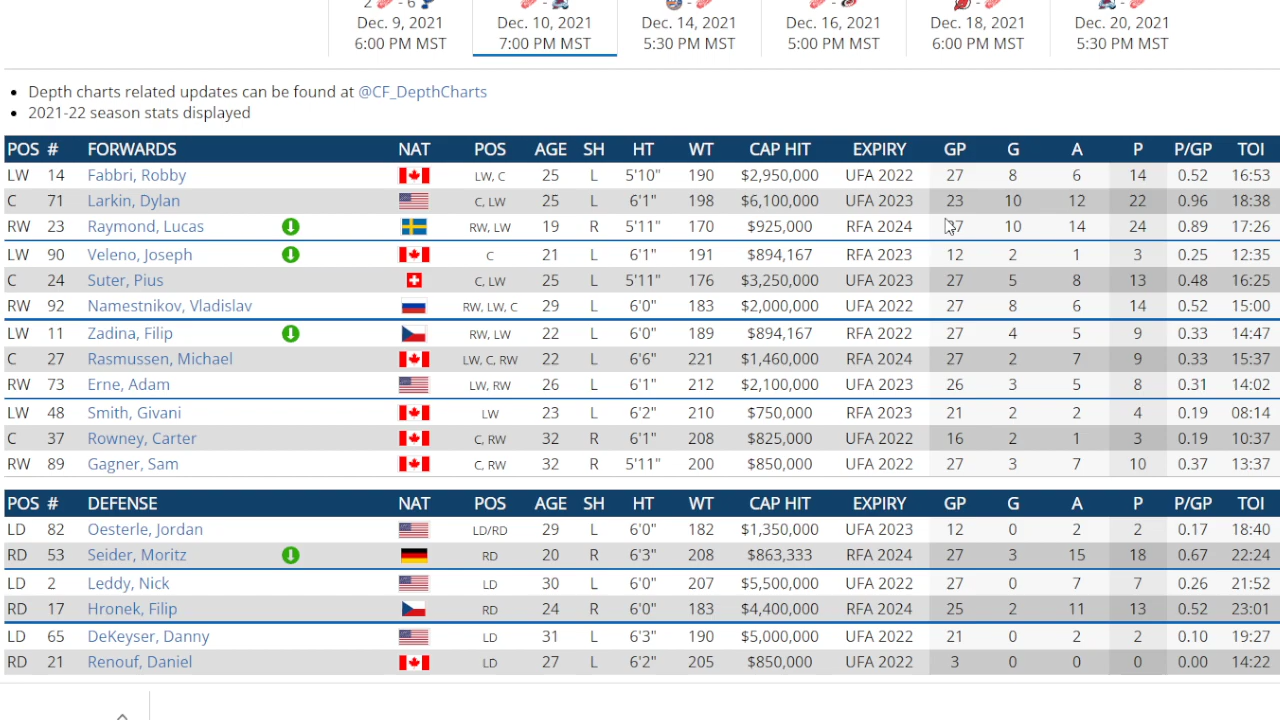 2 - 6 - - - - -
Dec. 9, 2021 Dec. 10, 2021 Dec. 14, 2021 Dec. 16, 2021 Dec. 18, 2021 Dec. 20, 2021
6:00 PM MST 7:00 PM MST 5:30 PM MST 5:00 PM MST 6:00 PM MST 5:30 PM MST
• Depth charts related updates can be found at @CF_DepthCharts
• 2021-22 season stats displayed
POS # FORWARDS NAT POS AGE SH HT WT CAP HIT EXPIRY GP G A P P/GP TOI
LW 14 Fabbri, Robby LW, C 25 L 5'10" 190 $2,950,000 UFA 2022 27 8 6 14 0.52 16:53
C 71 Larkin, Dylan C, LW 25 L 6'1" 198 $6,100,000 UFA 2023 23 10 12 22 0.96 18:38
RW 23 Raymond, Lucas RW, LW 19 R 5'11" 170 $925,000 RFA 2024 27 10 14 24 0.89 17:26
LW 90 Veleno, Joseph C 21 L 6'1" 191 $894,167 RFA 2023 12 2 1 3 0.25 12:35
C 24 Suter, Pius C, LW 25 L 5'11" 176 $3,250,000 UFA 2023 27 5 8 13 0.48 16:25
RW 92 Namestnikov, Vladislav RW, LW, C 29 L 6'0" 183 $2,000,000 UFA 2022 27 8 6 14 0.52 15:00
LW 11 Zadina, Filip RW, LW 22 L 6'0" 189 $894,167 RFA 2022 27 4 5 9 0.33 14:47
C 27 Rasmussen, Michael LW, C, RW 22 L 6'6" 221 $1,460,000 RFA 2024 27 2 7 9 0.33 15:37
RW 73 Erne, Adam LW, RW 26 L 6'1" 212 $2,100,000 UFA 2023 26 3 5 8 0.31 14:02
LW 48 Smith, Givani LW 23 L 6'2" 210 $750,000 RFA 2023 21 2 2 4 0.19 08:14
C 37 Rowney, Carter C, RW 32 R 6'1" 208 $825,000 UFA 2022 16 2 1 3 0.19 10:37
RW 89 Gagner, Sam C, RW 32 R 5'11" 200 $850,000 UFA 2022 27 3 7 10 0.37 13:37
POS # DEFENSE NAT POS AGE SH HT WT CAP HIT EXPIRY GP G A P P/GP TOI
LD 82 Oesterle, Jordan LD/RD 29 L 6'0" 182 $1,350,000 UFA 2023 12 0 2 2 0.17 18:40
RD 53 Seider, Moritz RD 20 R 6'3" 208 $863,333 RFA 2024 27 3 15 18 0.67 22:24
LD 2 Leddy, Nick LD 30 L 6'0" 207 $5,500,000 UFA 2022 27 0 7 7 0.26 21:52
RD 17 Hronek, Filip RD 24 R 6'0" 183 $4,400,000 RFA 2024 25 2 11 13 0.52 23:01
LD 65 DeKeyser, Danny LD 31 L 6'3" 190 $5,000,000 UFA 2022 21 0 2 2 0.10 19:27
RD 21 Renouf, Daniel LD 27 L 6'2" 205 $850,000 UFA 2022 3 0 0 0 0.00 14:22